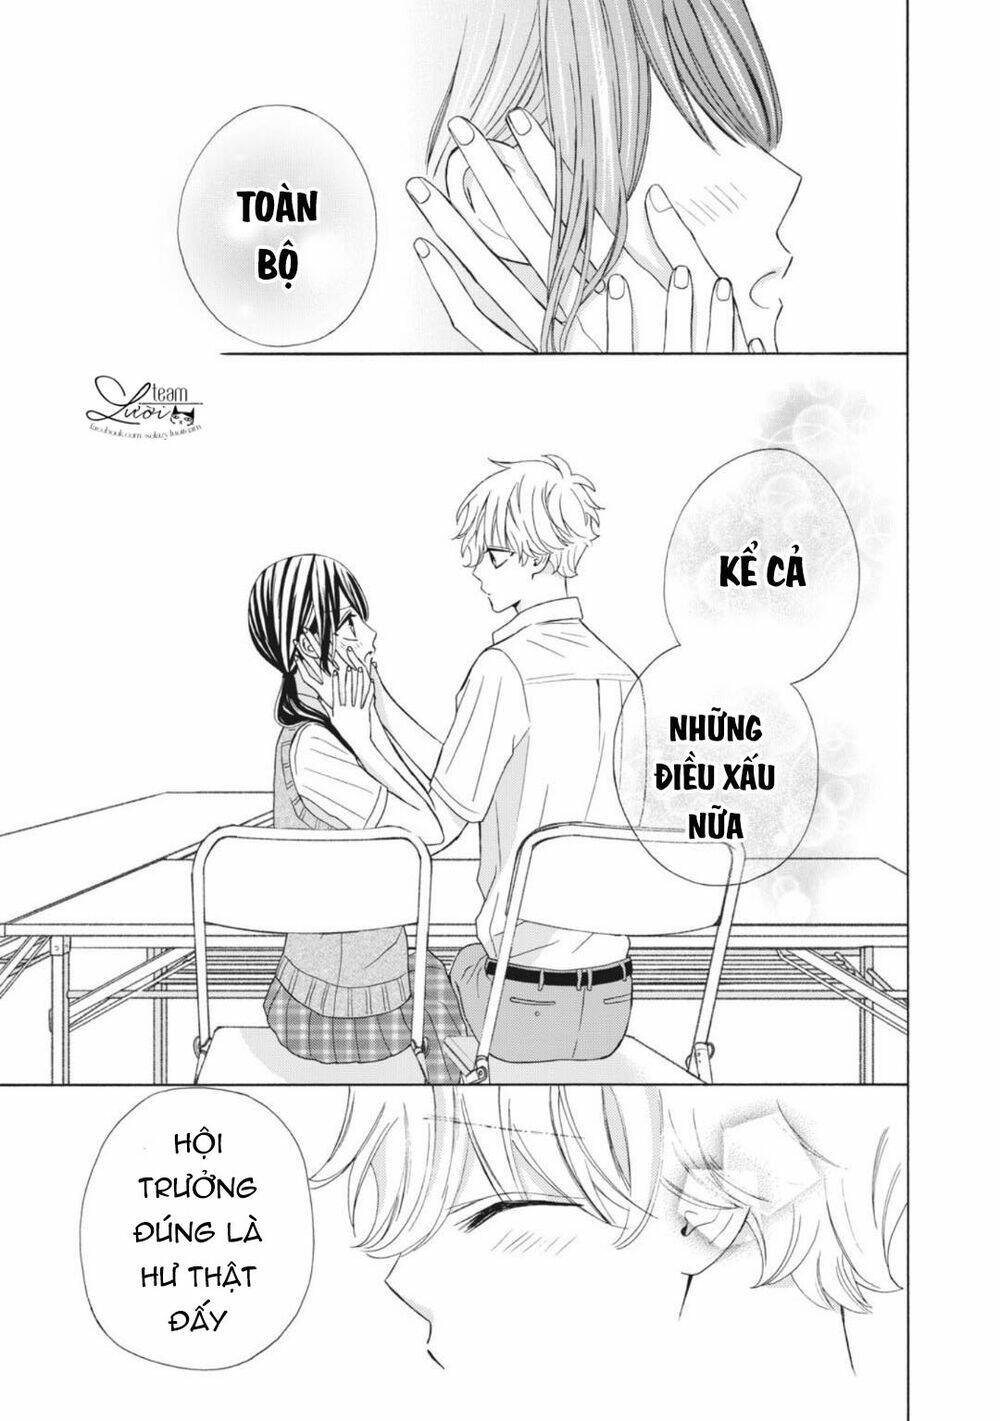 TOÀN
BỘ
team
Lười
KỂ CẢ
NHỮNG
ĐIỀU XẤU
NỮA
HỘI
TRƯỞNG
ĐÚNG LÀ
HƯ THẬT
ĐẤY